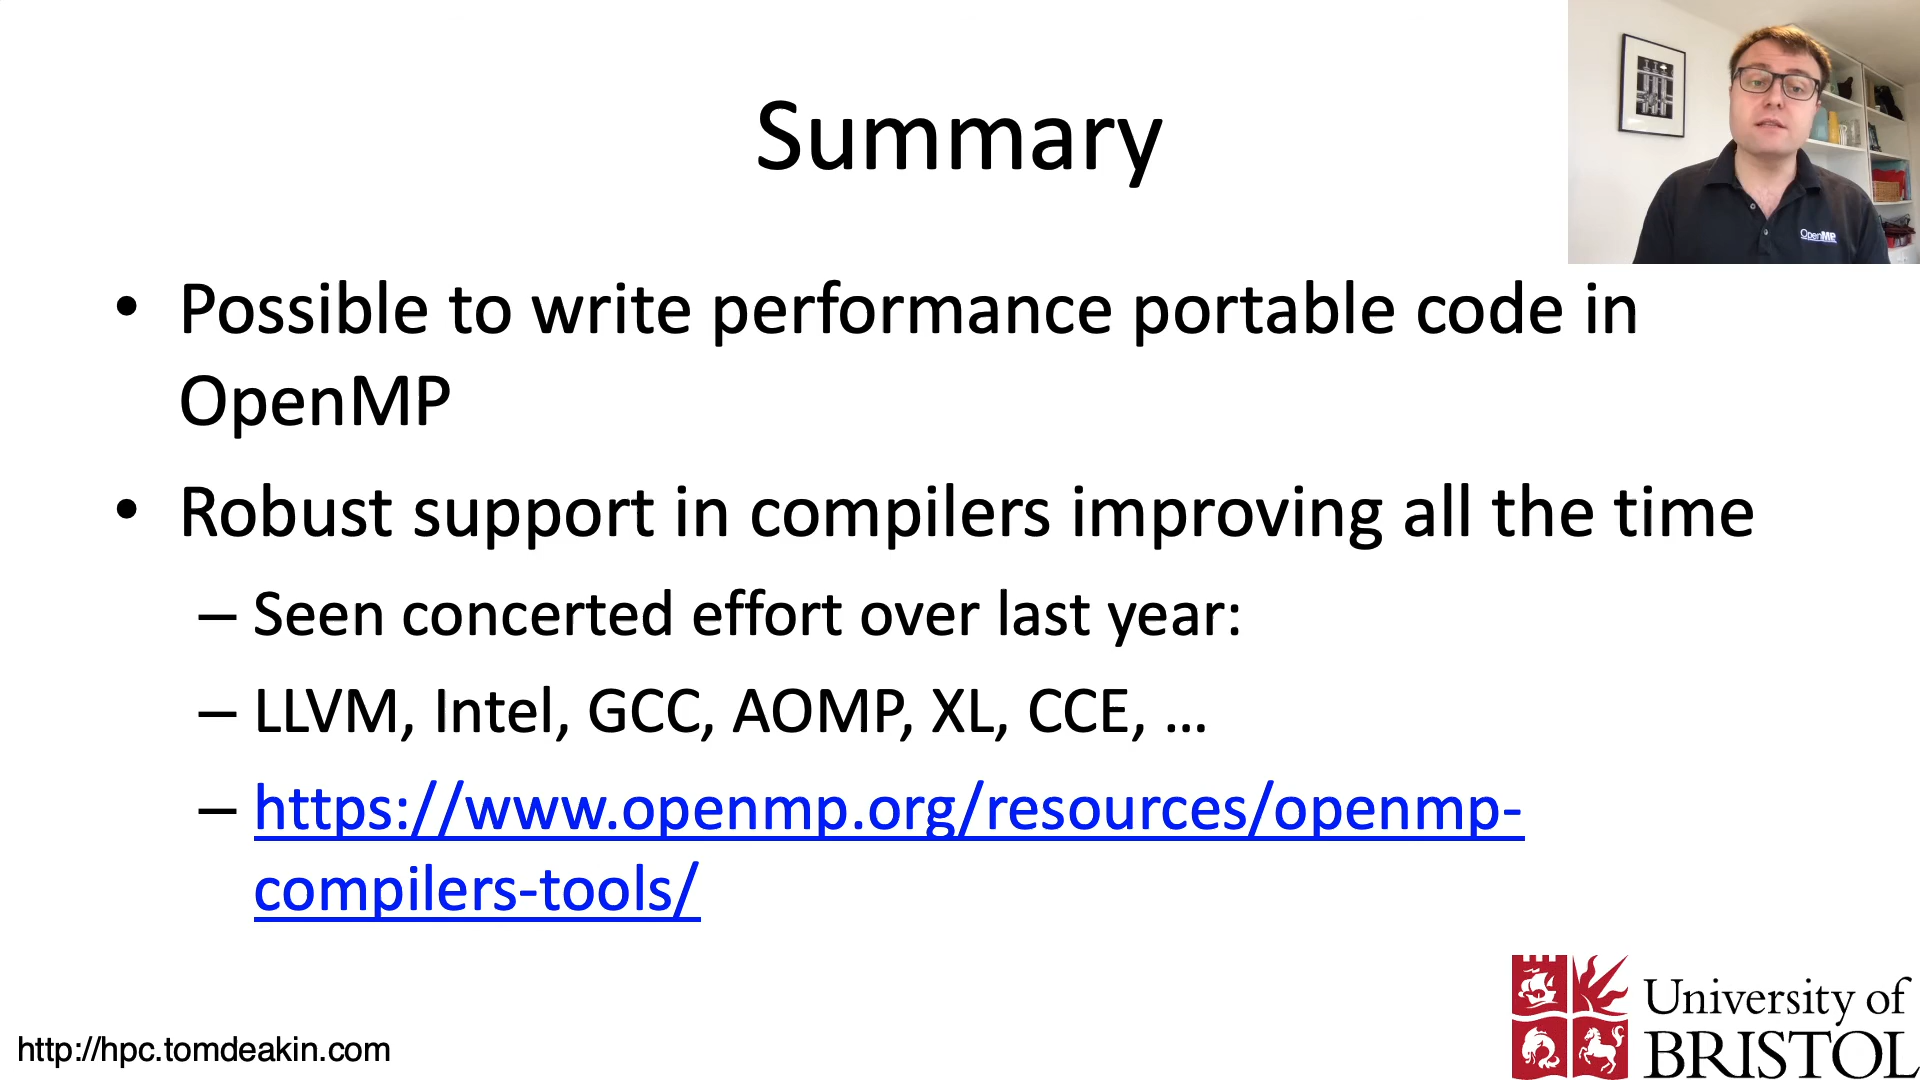 Summary
• Possible to write performance portable code in
OpenMP
• Robust support in compilers improving all the time
– Seen concerted effort over last year:
– LLVM, Intel, GCC, AOMP, XL, CCE, ...
– https://www.openmp.org/resources/openmp-
compilers-tools/
OpenMP
http://hpc.tomdeakin.com
University of
BRISTOL